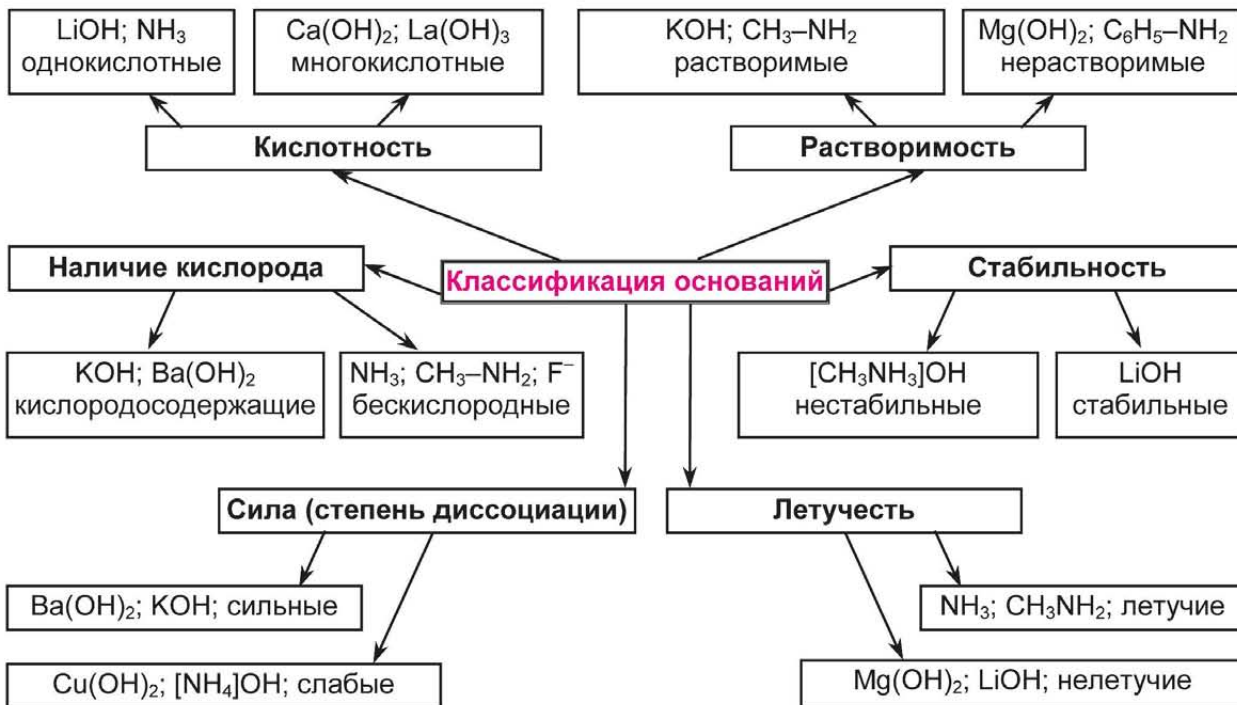 LiOH; NH₃
однокислотные
Ca(OH)₂; La(OH)₃
многокислотные
KOH; CH₃–NH₂
растворимые
Mg(OH)₂; C₆H₅–NH₂
нерастворимые
Кислотность
Растворимость
Наличие кислорода
Классификация оснований
Стабильность
KOH; Ba(OH)₂
кислородосодержащие
NH₃; CH₃–NH₂; F⁻
бескислородные
[CH₃NH₃]OH
нестабильные
LiOH
стабильные
Сила (степень диссоциации)
Летучесть
Ba(OH)₂; KOH; сильные
NH₃; CH₃NH₂; летучие
Cu(OH)₂; [NH₄]OH; слабые
Mg(OH)₂; LiOH; нелетучие